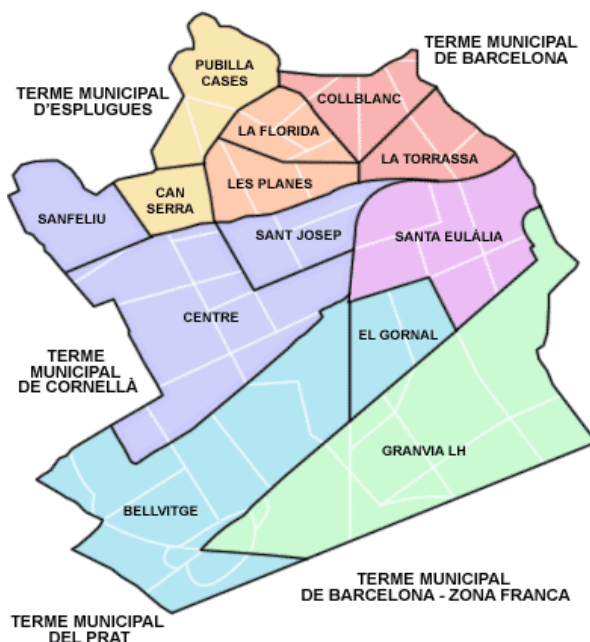 PUBILLA
CASES
TERME MUNICIPAL
DE BARCELONA
TERME MUNICIPAL
D'ESPLUGUES
COLLBLANC
LA FLORIDA
LA TORRASSA
CAN
SERRA
LES PLANES
SANFELIU
SANT JOSEP
SANTA EULÀLIA
CENTRE
EL GORNAL
TERME
MUNICIPAL
DE CORNELLÀ
GRANVIA LH
BELLVITGE
TERME MUNICIPAL
DE BARCELONA - ZONA FRANCA
TERME MUNICIPAL
DEL PRAT